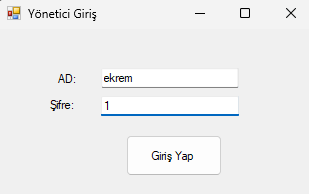 Yönetici Giriş
AD: ekrem
Şifre: 1
Giriş Yap